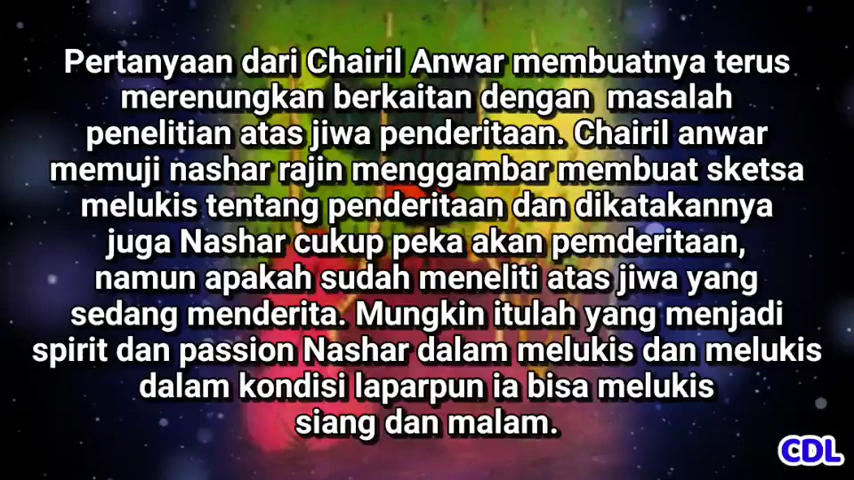 Pertanyaan dari Chairil Anwar membuatnya terus
merenungkan berkaitan dengan masalah
penelitian atas jiwa penderitaan. Chairil anwar
memuji nashar rajin menggambar membuat sketsa
melukis tentang penderitaan dan dikatakannya
juga Nashar cukup peka akan pemderitaan,
namun apakah sudah meneliti atas jiwa yang
sedang menderita. Mungkin itulah yang menjadi
spirit dan passion Nashar dalam melukis dan melukis
dalam kondisi laparpun ia bisa melukis
siang dan malam.
CDL